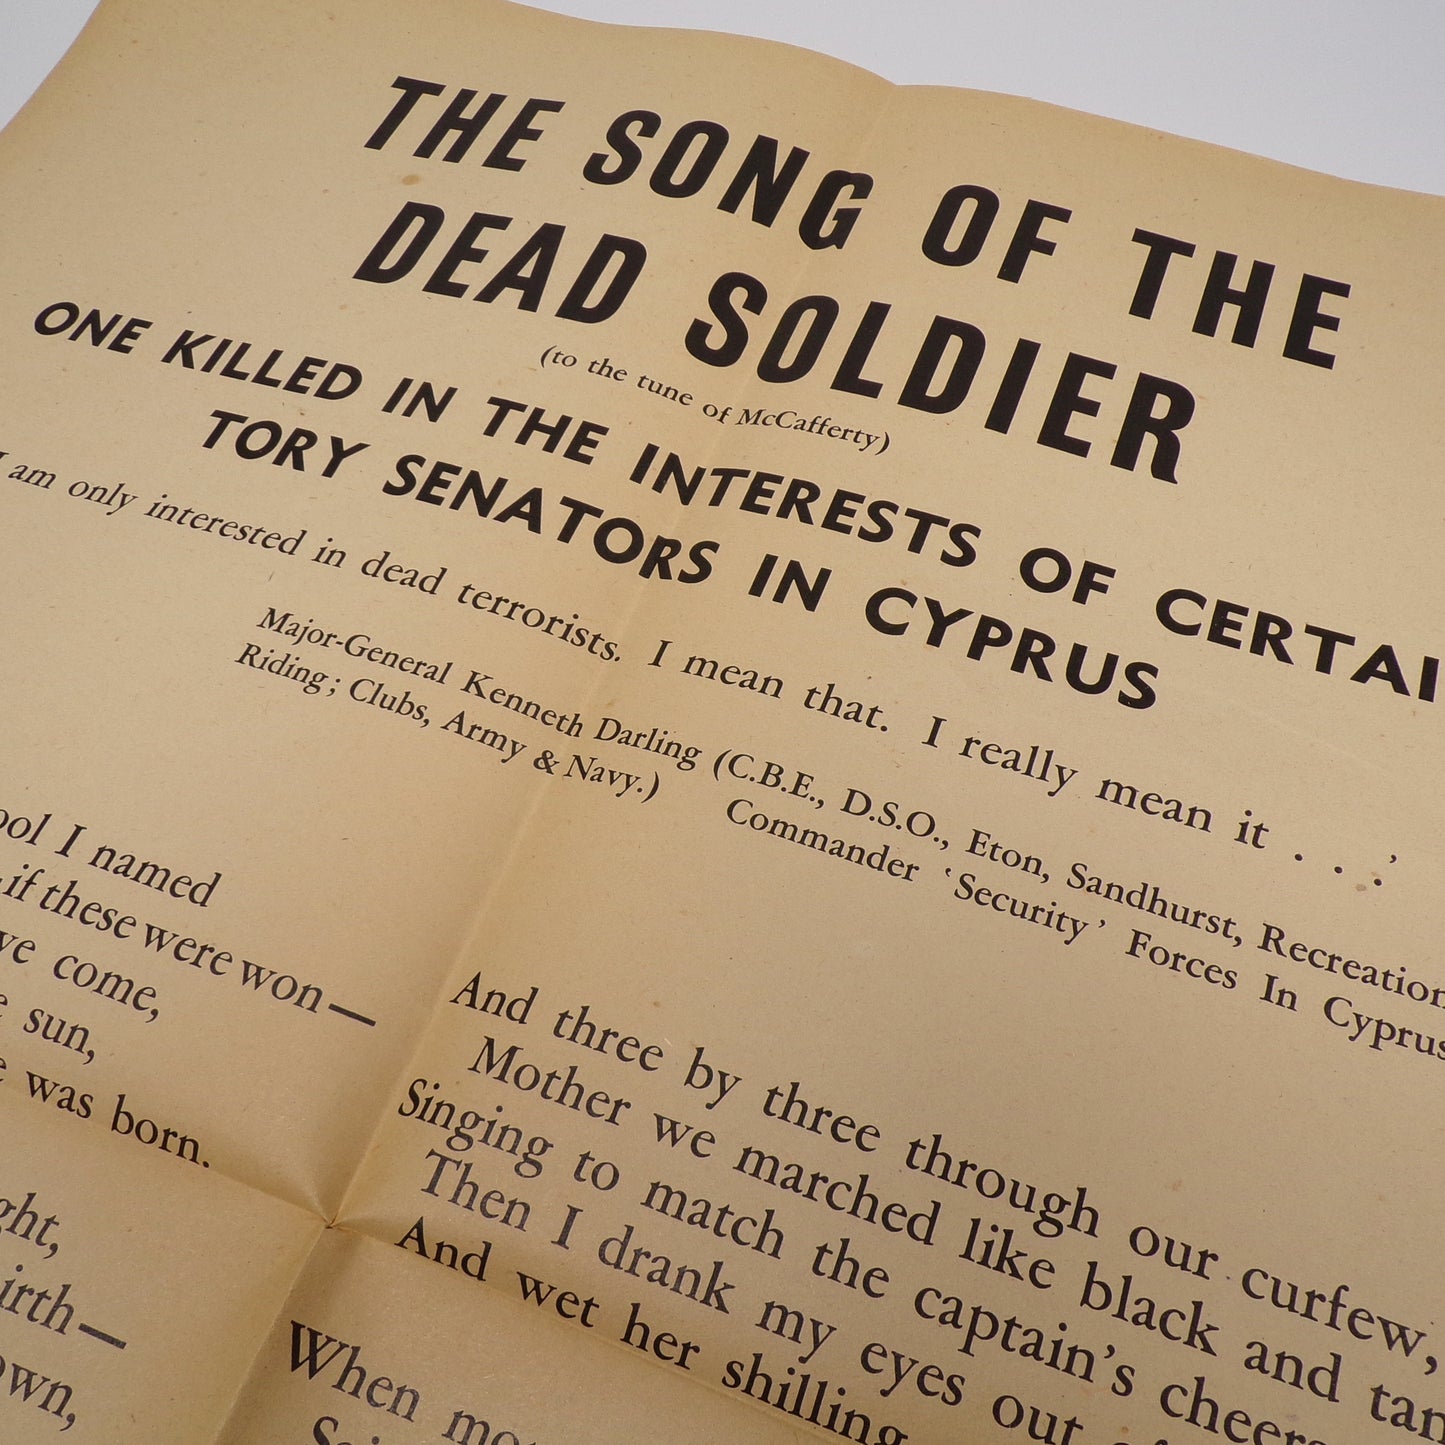 THE SONG OF THE
DEAD SOLDIER
(to the tune of McCafferty)
ONE KILLED IN THE INTERESTS OF CERTAI
TORY SENATORS IN CYPRUS
I am only interested in dead terrorists. I mean that. I really mean it . . .'
Major-General Kenneth Darling (C.B.E., D.S.O., Eton, Sandhurst, Recreation
Riding; Clubs, Army & Navy.)
Commander 'Security' Forces In Cyprus
ool I named
if these were won—
ve come,
e sun,
e was born.
ght,
irth—
own,
And three by three through our curfew,
Mother we marched like black and tan
Singing to match the captain's cheers
Then I drank my eyes out
And wet her shilling
When mo